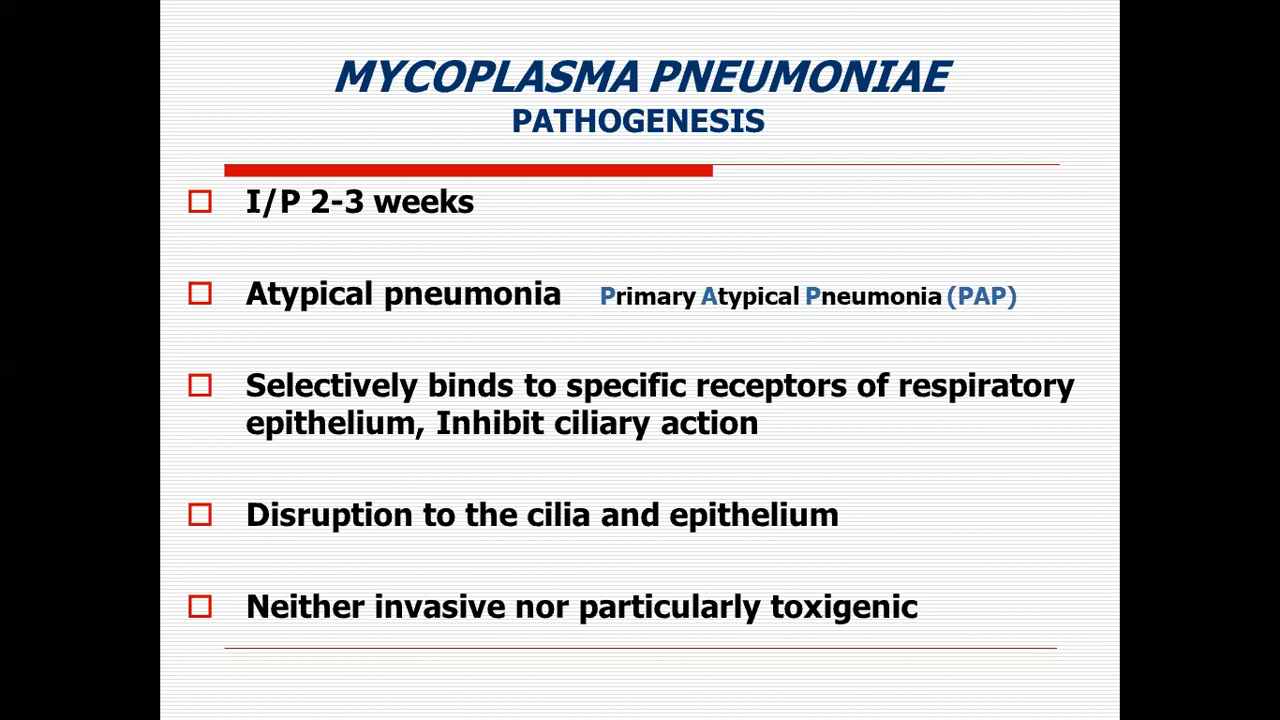 MYCOPLASMA PNEUMONIAE
PATHOGENESIS
I/P 2-3 weeks
Atypical pneumonia Primary Atypical Pneumonia (PAP)
Selectively binds to specific receptors of respiratory
epithelium, Inhibit ciliary action
Disruption to the cilia and epithelium
Neither invasive nor particularly toxigenic